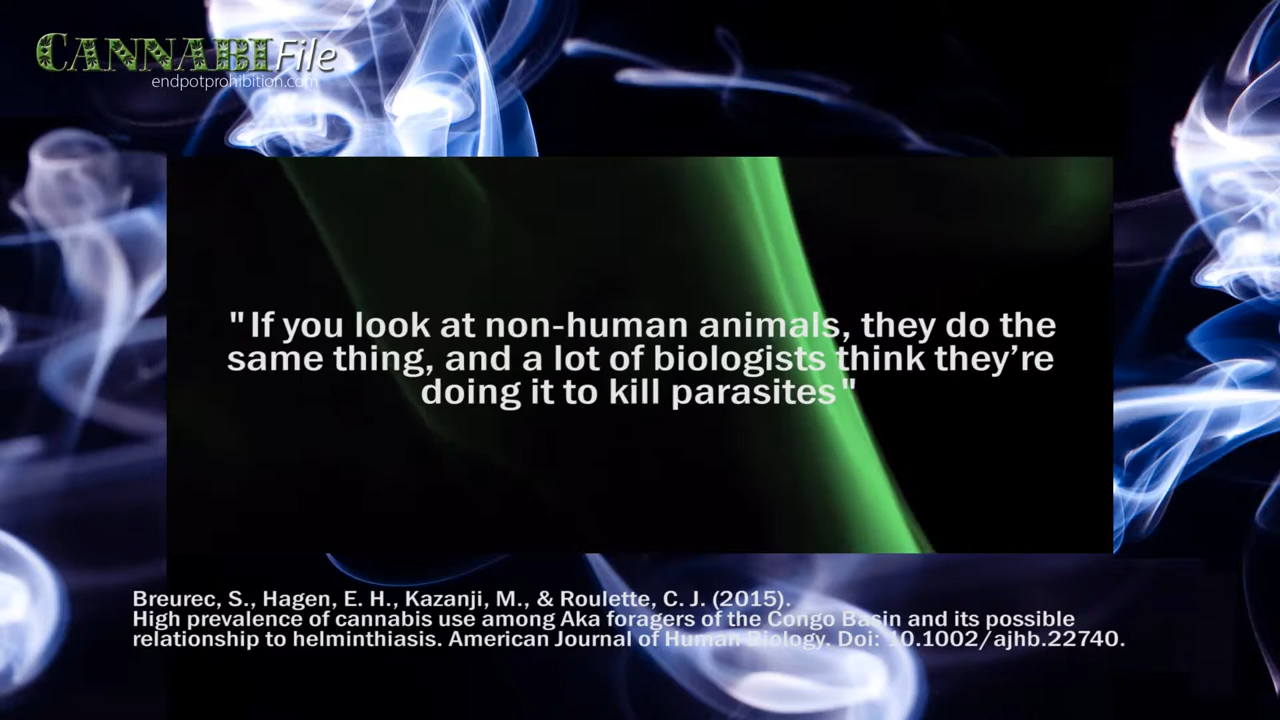 CANNABIFile
endpotprohibition.com
"If you look at non-human animals, they do the
same thing, and a lot of biologists think they're
doing it to kill parasites"
Breurec, S., Hagen, E. H., Kazanji, M., & Roulette, C. J. (2015).
High prevalence of cannabis use among Aka foragers of the Congo Basin and its possible
relationship to helminthiasis. American Journal of Human Biology. Doi: 10.1002/ajhb.22740.